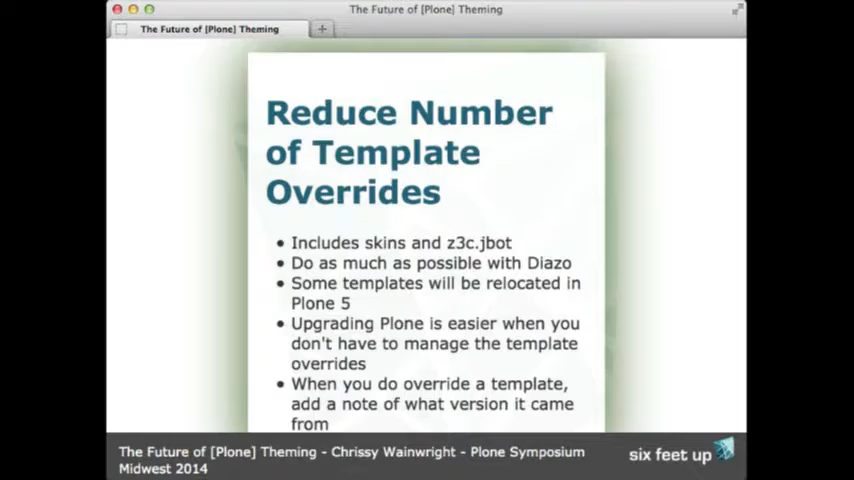 The Future of [Plone] Theming
The Future of [Plone] Theming
Reduce Number
of Template
Overrides
• Includes skins and z3c.jbot
• Do as much as possible with Diazo
• Some templates will be relocated in
Plone 5
• Upgrading Plone is easier when you
don't have to manage the template
overrides
• When you do override a template,
add a note of what version it came
from
The Future of [Plone] Theming - Chrissy Wainwright - Plone Symposium
Midwest 2014
six feet up